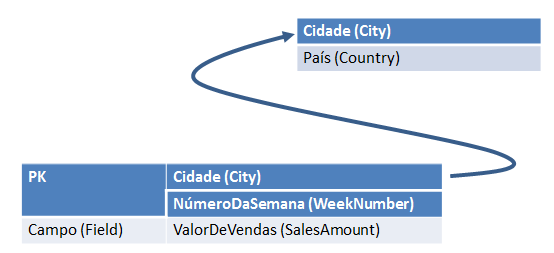 Cidade (City)
País (Country)
PK
Cidade (City)
NúmeroDaSemana (WeekNumber)
Campo (Field)
ValorDeVendas (SalesAmount)